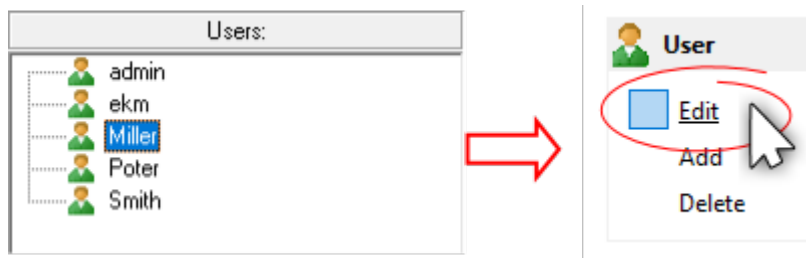 Users:
admin
ekm
Miller
Poter
Smith
User
Edit
Add
Delete